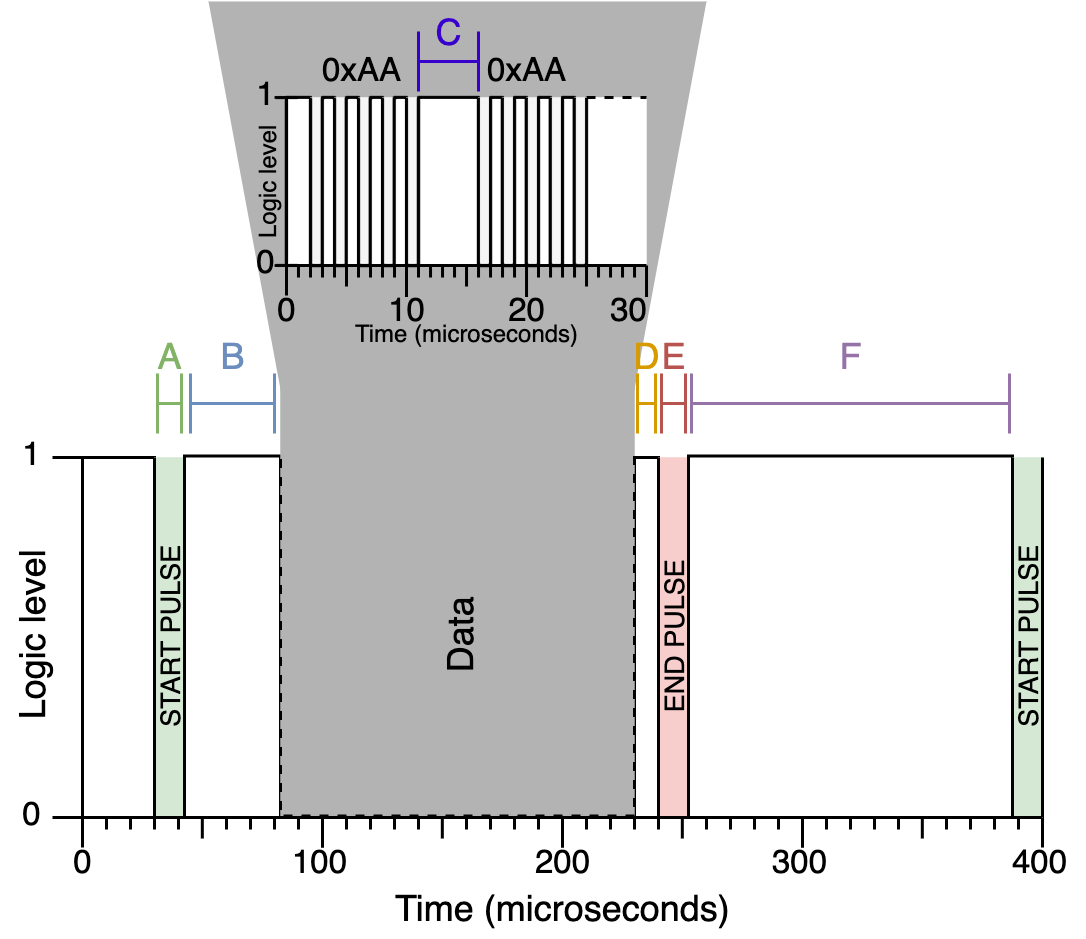 C
0xAA 0xAA
1
Logic level
0
0 10 20 30
Time (microseconds)
A B D E F
1
Logic level
START PULSE
Data
END PULSE
START PULSE
0
0 100 200 300 400
Time (microseconds)